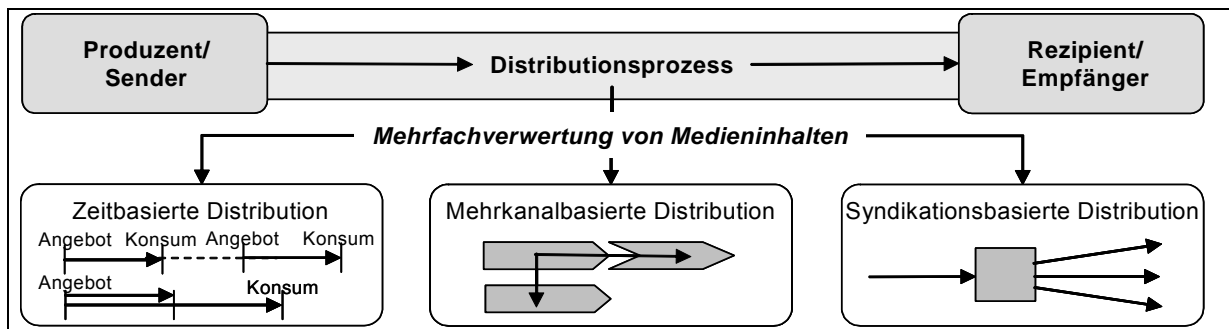 Produzent/
Sender
Distributionsprozess
Rezipient/
Empfänger
Mehrfachverwertung von Medieninhalten
Zeitbasierte Distribution
Angebot Konsum Angebot Konsum
Angebot Konsum
Mehrkanalbasierte Distribution
Syndikationsbasierte Distribution